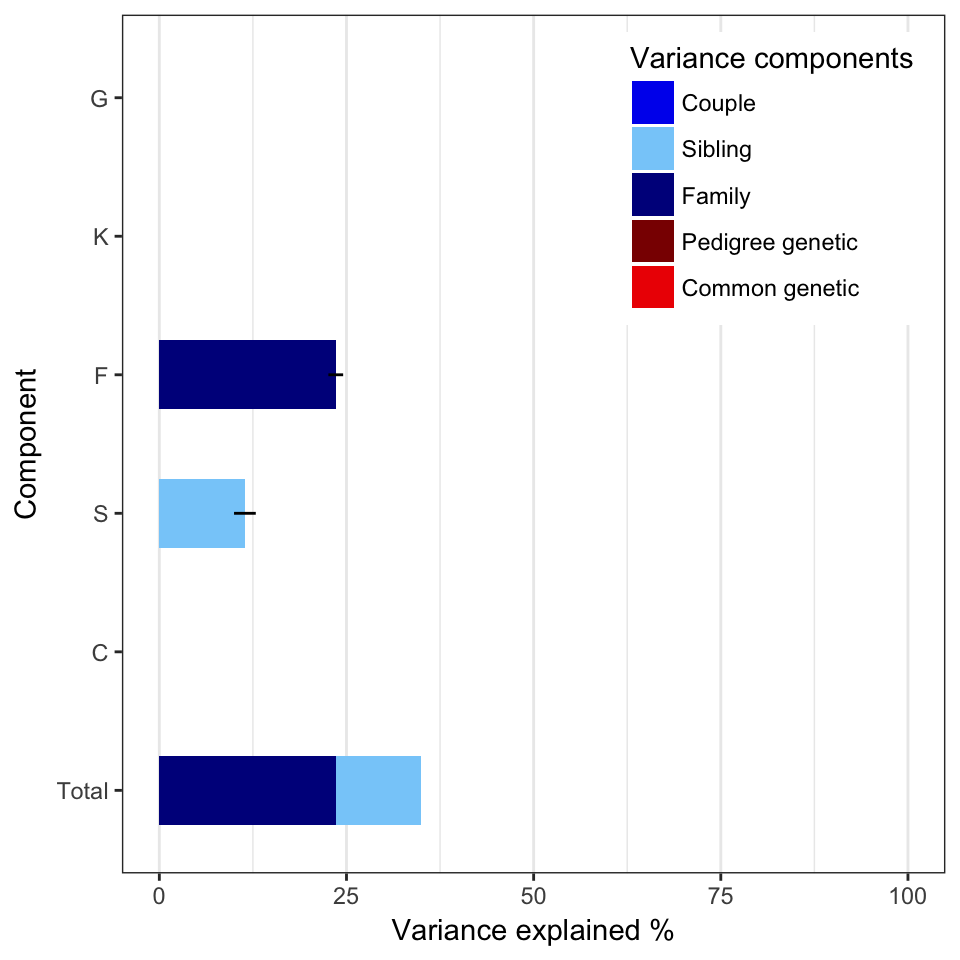 Variance components
Couple
Sibling
Family
Pedigree genetic
Common genetic
G
K
F
S
C
Total
Component
0 25 50 75 100
Variance explained %